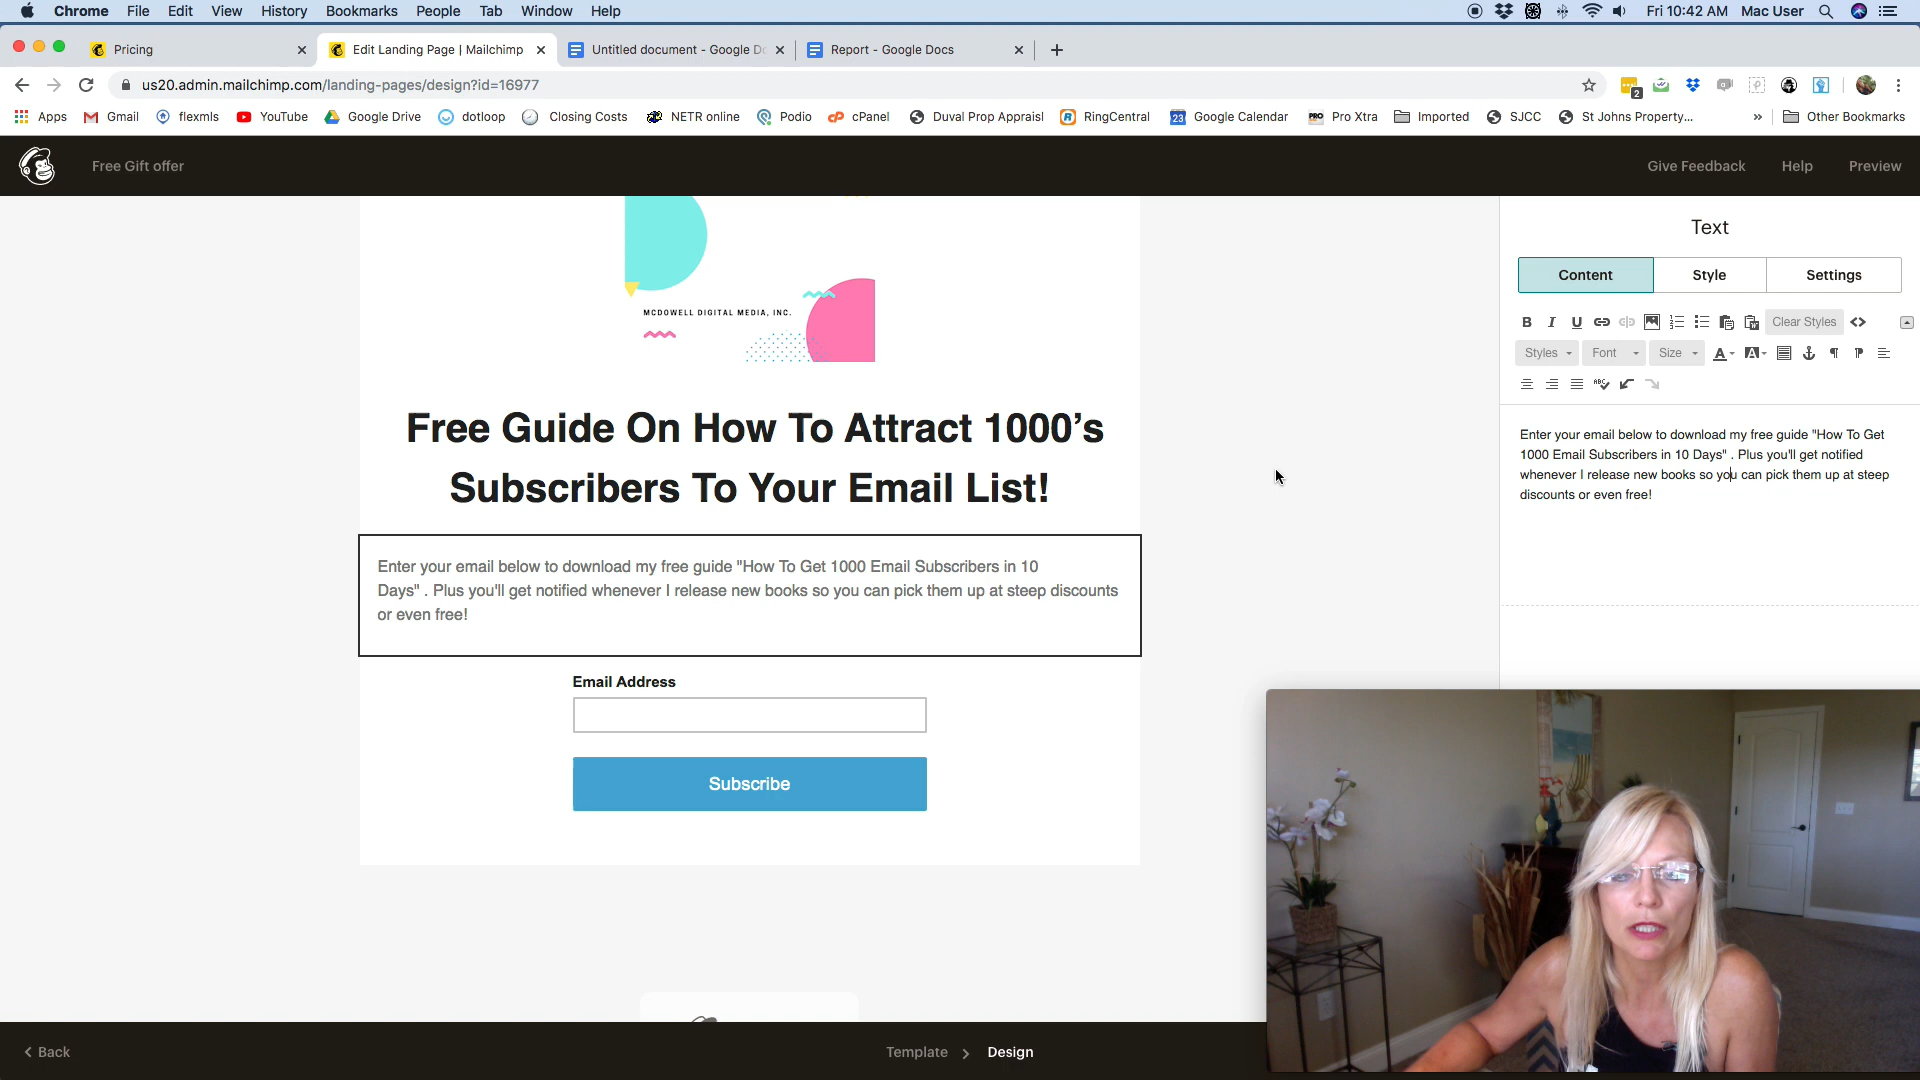 Chrome File Edit View History Bookmarks People Tab Window Help
Fri 10:42 AM Mac User
Pricing
Edit Landing Page | Mailchimp
Untitled document - Google Do
Report - Google Docs
us20.admin.mailchimp.com/landing-pages/design?id=16977
2
Apps Gmail flexmls YouTube Google Drive dotloop Closing Costs NETR online Podio cPanel Duval Prop Appraisl RingCentral 23 Google Calendar PRO Pro Xtra Imported SJCC St Johns Property... » Other Bookmarks
Free Gift offer
Give Feedback Help Preview
MCDOWELL DIGITAL MEDIA, INC.
Free Guide On How To Attract 1000’s
Subscribers To Your Email List!
Enter your email below to download my free guide "How To Get 1000 Email Subscribers in 10
Days" . Plus you'll get notified whenever I release new books so you can pick them up at steep discounts
or even free!
Email Address
Subscribe
Text
Content Style Settings
B I U Clear Styles
Styles Font Size A A
ABC
Enter your email below to download my free guide "How To Get
1000 Email Subscribers in 10 Days" . Plus you'll get notified
whenever I release new books so you can pick them up at steep
discounts or even free!
Back
Template Design